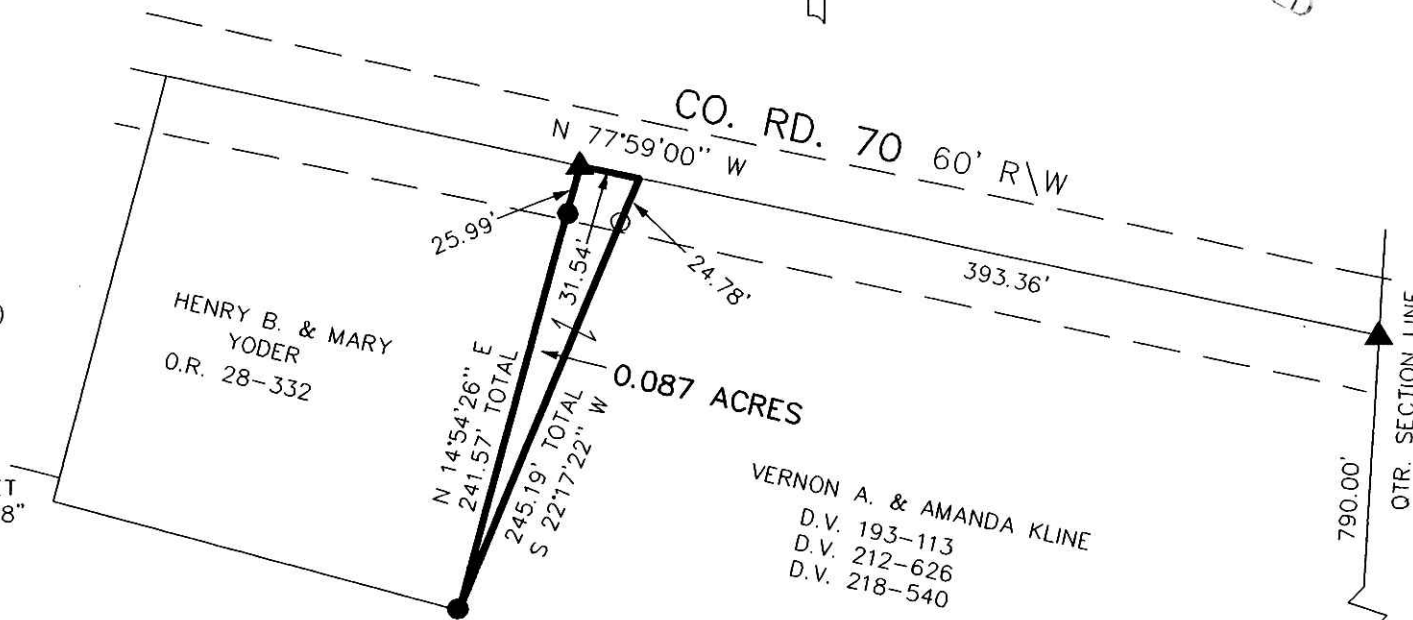 CO. RD. 70 60' R\W
N 77°59'00" W
25.99'
31.54'
24.78'
393.36'
HENRY B. & MARY
YODER
O.R. 28-332
N 14°54'26" E
241.57' TOTAL
245.19' TOTAL
S 22°17'22" W
0.087 ACRES
VERNON A. & AMANDA KLINE
D.V. 193-113
D.V. 212-626
D.V. 218-540
790.00'
QTR. SECTION LINE
8"